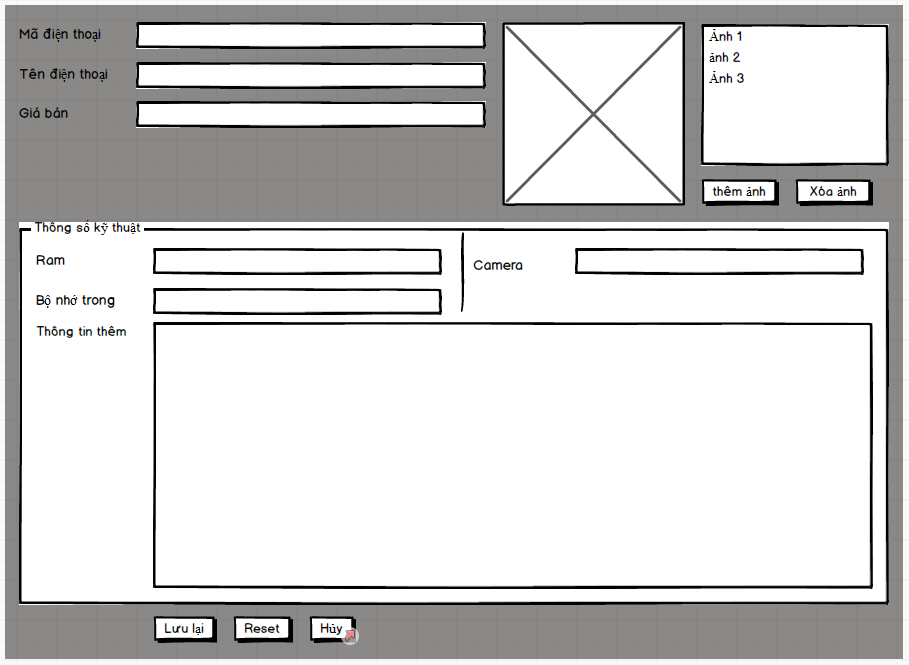 Mã điện thoại
Tên điện thoại
Giá bán
Ảnh 1
ảnh 2
Ảnh 3
thêm ảnh
Xóa ảnh
Thông số kỹ thuật
Ram
Camera
Bộ nhớ trong
Thông tin thêm
Lưu lại
Reset
Hủy